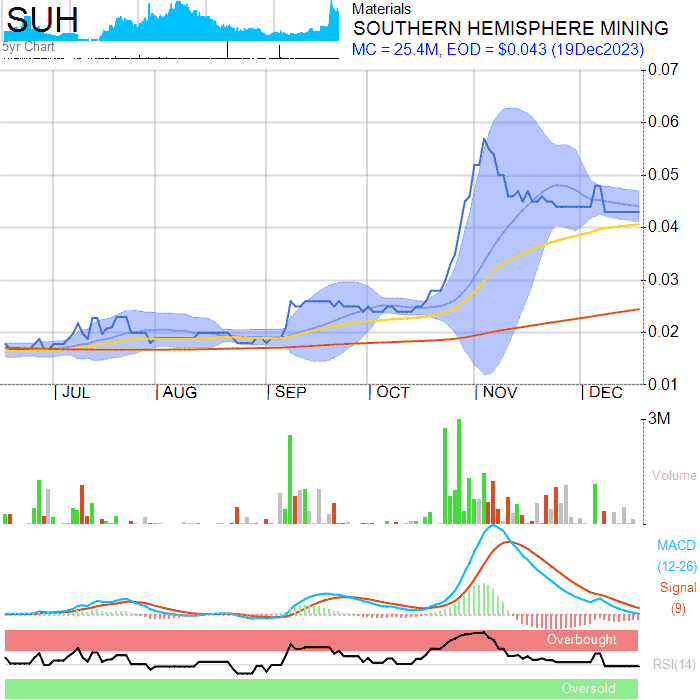 SUH
5yr Chart
Materials
SOUTHERN HEMISPHERE MINING
MC = 25.4M, EOD = $0.043 (19Dec2023)
0.07
0.06
0.05
0.04
0.03
0.02
0.01
JUL AUG SEP OCT NOV DEC
3M
Volume
MACD
(12-26)
Signal
(9)
Overbought
RSI(14)
Oversold